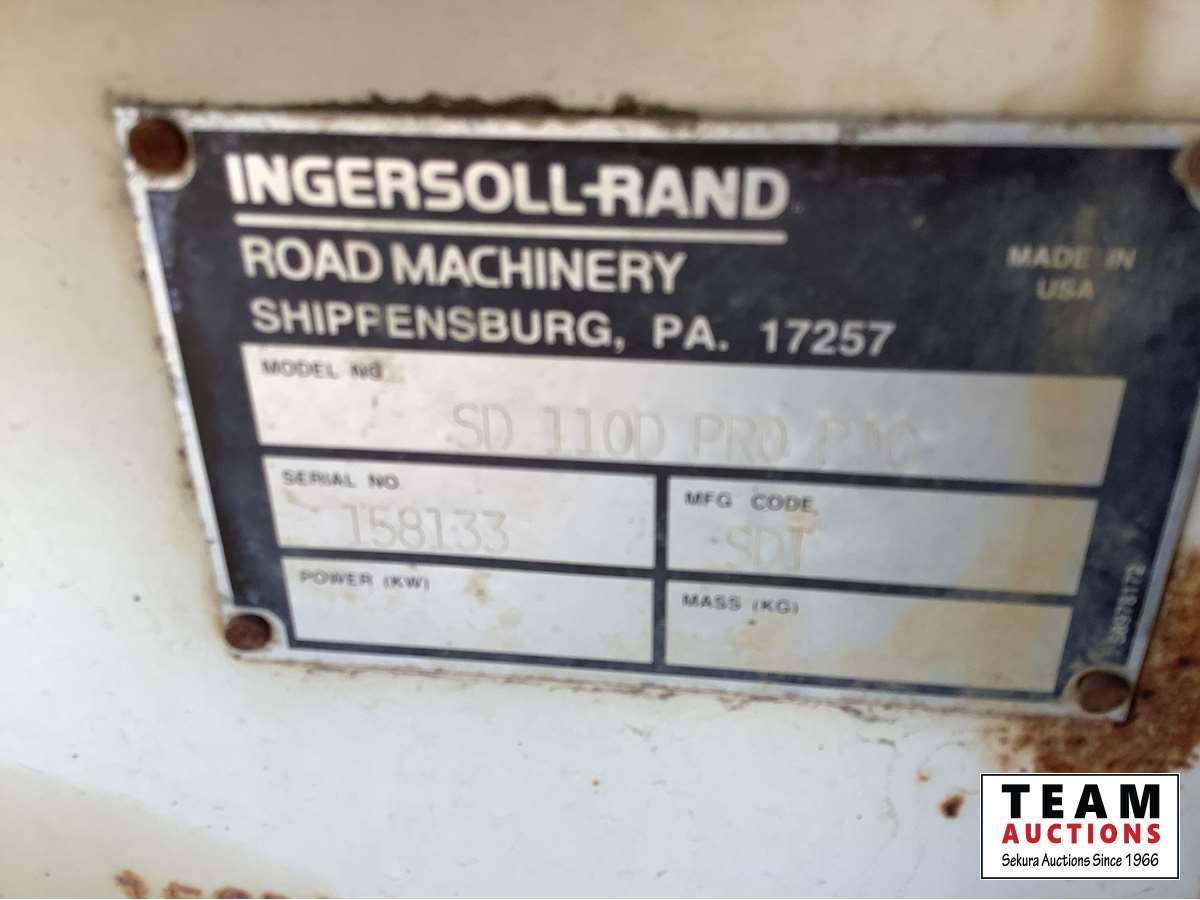 INGERSOLL-RAND
ROAD MACHINERY
SHIPPENSBURG, PA. 17257
MADE IN
USA
MODEL NO
SD 110D PRO PAC
SERIAL NO
158133
MFG CODE
SDT
POWER (KW)
MASS (KG)
TEAM
AUCTIONS
Sekura Auctions Since 1966